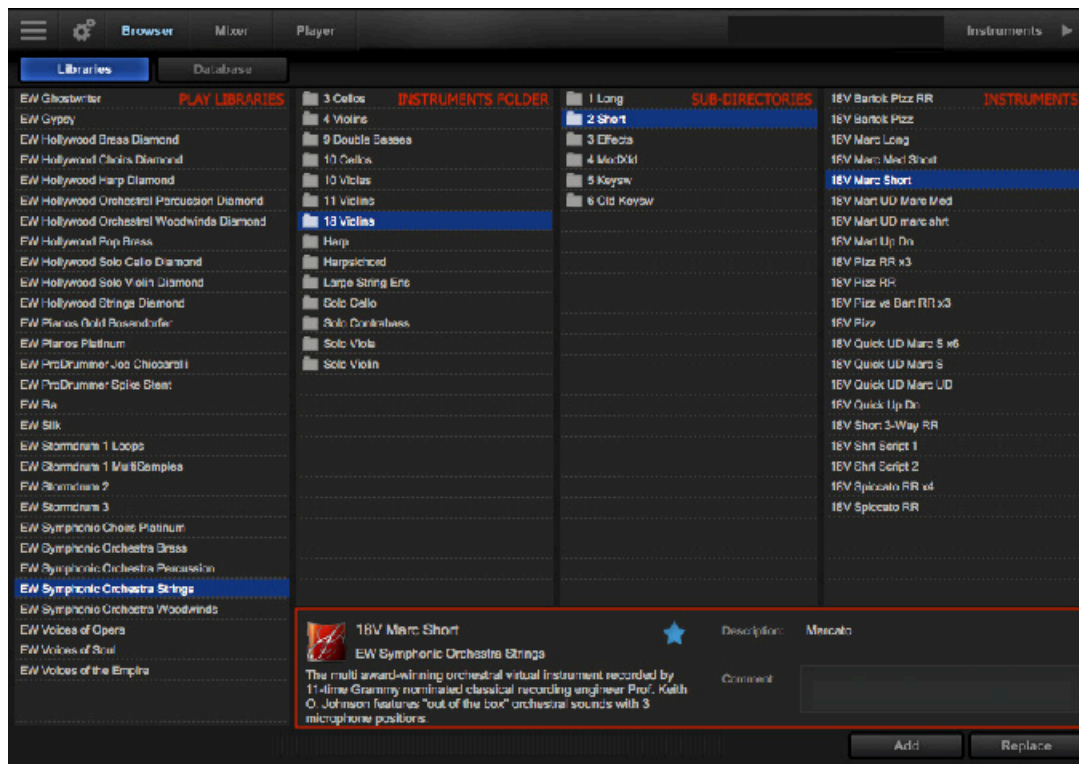 Browser Mixer Player Instruments
Libraries Database
PLAY LIBRARIES
EW Ghostwriter
EW Gypsy
EW Hollywood Brass Diamond
EW Hollywood Choirs Diamond
EW Hollywood Harp Diamond
EW Hollywood Orchestral Percussion Diamond
EW Hollywood Orchestral Woodwinds Diamond
EW Hollywood Pop Brass
EW Hollywood Solo Cello Diamond
EW Hollywood Solo Violin Diamond
EW Hollywood Strings Diamond
EW Pianos Gold Bosendorfer
EW Pianos Platinum
EW ProDrummer Joe Chiccarelli
EW ProDrummer Spike Stent
EW Ra
EW Silk
EW Stormdrum 1 Loops
EW Stormdrum 1 MultiSamples
EW Stormdrum 2
EW Stormdrum 3
EW Symphonic Choirs Platinum
EW Symphonic Orchestra Brass
EW Symphonic Orchestra Percussion
EW Symphonic Orchestra Strings
EW Symphonic Orchestra Woodwinds
EW Voices of Opera
EW Voices of Soul
EW Voices of the Empire
INSTRUMENTS FOLDER
3 Cellos
4 Violins
9 Double Basses
10 Cellos
10 Violas
11 Violins
18 Violins
Harp
Harpsichord
Large String Ens
Solo Cello
Solo Contrabass
Solo Viola
Solo Violin
SUB-DIRECTORIES
1 Long
2 Short
3 Effects
4 ModXfd
5 Keysw
6 Old Keysw
INSTRUMENTS
18V Bartok Pizz RR
18V Bartok Pizz
18V Marc Long
18V Marc Med Short
18V Marc Short
18V Mart UD Marc Med
18V Mart UD marc shrt
18V Mart Up Dn
18V Pizz RR x3
18V Pizz RR
18V Pizz vs Bart RR x3
18V Pizz
18V Quick UD Marc S x6
18V Quick UD Marc S
18V Quick UD Marc UD
18V Quick Up Dn
18V Short 3-Way RR
18V Shrt Script 1
18V Shrt Script 2
18V Spiccato RR x4
18V Spiccato RR
18V Marc Short
EW Symphonic Orchestra Strings
The multi award-winning orchestral virtual instrument recorded by
11-time Grammy nominated classical recording engineer Prof. Keith
O. Johnson features "out of the box" orchestral sounds with 3
microphone positions.
Description: Marcato
Comment
Add Replace